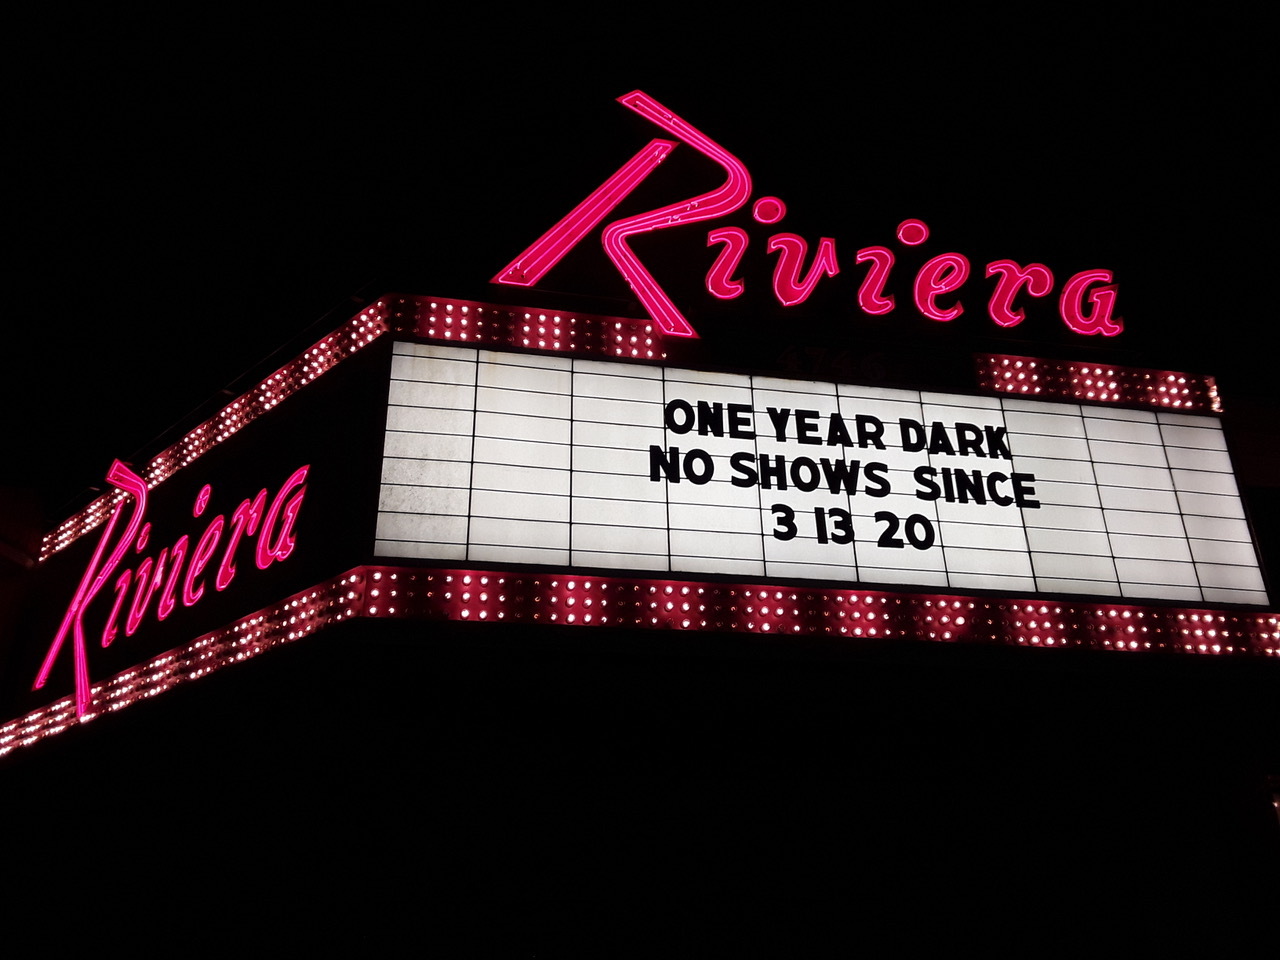 Riviera
ONE YEAR DARK
NO SHOWS SINCE
3 13 20
Riviera